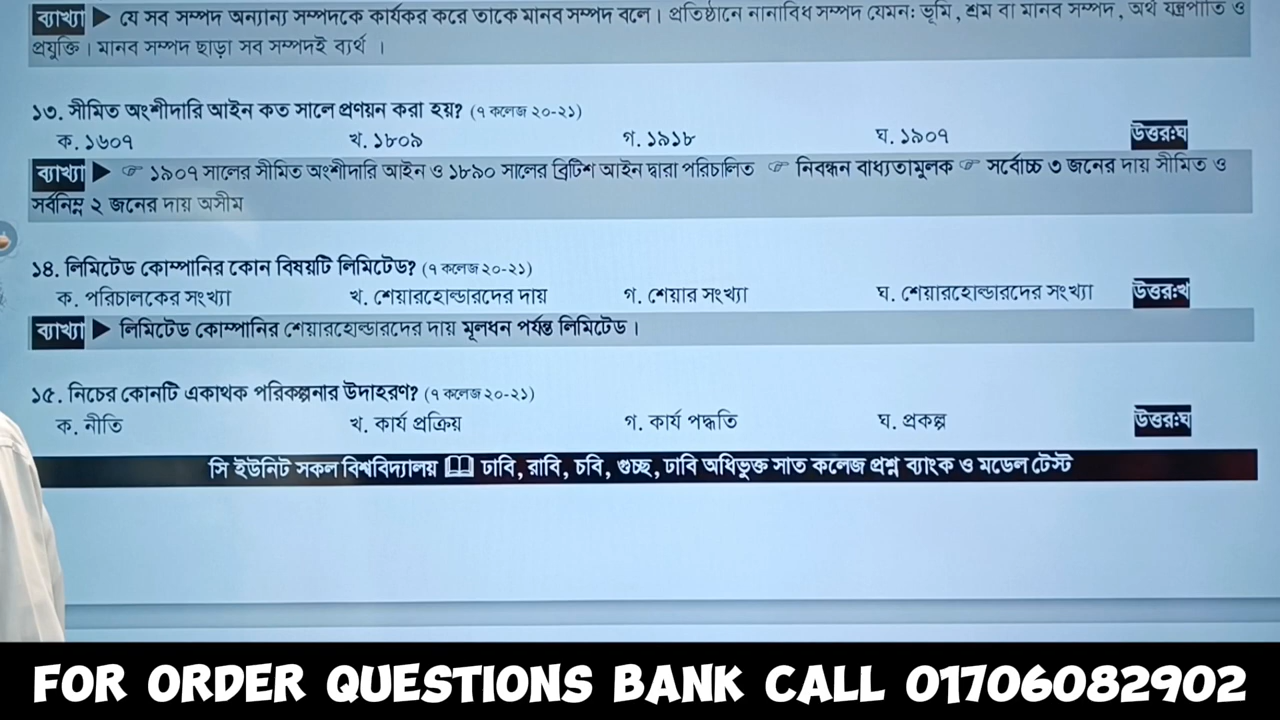 ব্যাখ্যা ▶ যে সব সম্পদ অন্যান্য সম্পদকে কার্যকর করে তাকে মানব সম্পদ বলে। প্রতিষ্ঠানে নানাবিধ সম্পদ যেমন: ভূমি, শ্রম বা মানব সম্পদ, অর্থ যন্ত্রপাতি ও
প্রযুক্তি। মানব সম্পদ ছাড়া সব সম্পদই ব্যর্থ ।
১৩. সীমিত অংশীদারি আইন কত সালে প্রণয়ন করা হয়? (৭ কলেজ ২০-২১)
ক. ১৬০৭ খ. ১৮০৯ গ. ১৯১৮ ঘ. ১৯০৭ উত্তর:ঘ
ব্যাখ্যা ▶ ☞ ১৯০৭ সালের সীমিত অংশীদারি আইন ও ১৮৯০ সালের ব্রিটিশ আইন দ্বারা পরিচালিত ☞ নিবন্ধন বাধ্যতামূলক ☞ সর্বোচ্চ ৩ জনের দায় সীমিত ও
সর্বনিম্ন ২ জনের দায় অসীম
১৪. লিমিটেড কোম্পানির কোন বিষয়টি লিমিটেড? (৭ কলেজ ২০-২১)
ক. পরিচালকের সংখ্যা খ. শেয়ারহোল্ডারদের দায় গ. শেয়ার সংখ্যা ঘ. শেয়ারহোল্ডারদের সংখ্যা উত্তর:খ
ব্যাখ্যা ▶ লিমিটেড কোম্পানির শেয়ারহোল্ডারদের দায় মূলধন পর্যন্ত লিমিটেড।
১৫. নিচের কোনটি একার্থক পরিকল্পনার উদাহরণ? (৭ কলেজ ২০-২১)
ক. নীতি খ. কার্য প্রক্রিয় গ. কার্য পদ্ধতি ঘ. প্রকল্প উত্তর:ঘ
সি ইউনিট সকল বিশ্ববিদ্যালয় 📖 ঢাবি, রাবি, চবি, গুচ্ছ, ঢাবি অধিভুক্ত সাত কলেজ প্রশ্ন ব্যাংক ও মডেল টেস্ট
FOR ORDER QUESTIONS BANK CALL 01706082902